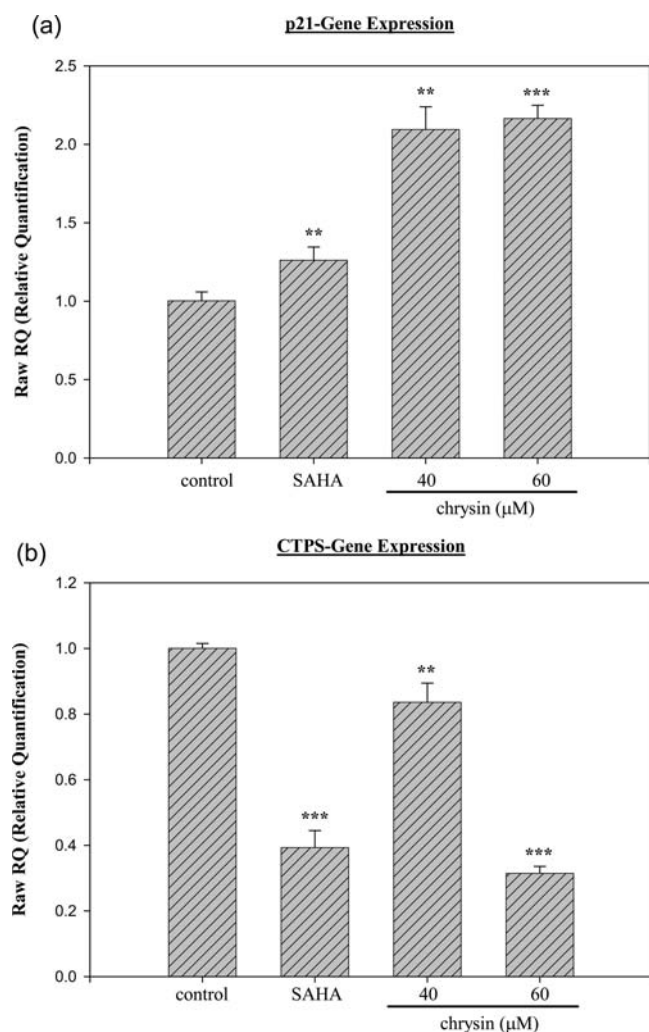 (a)
p21-Gene Expression
Raw RQ (Relative Quantification)
2.5
2.0
1.5
1.0
0.5
0.0
**
**
***
control SAHA 40 60
chrysin (μM)
(b)
CTPS-Gene Expression
Raw RQ (Relative Quantification)
1.2
1.0
0.8
0.6
0.4
0.2
0.0
***
**
***
control SAHA 40 60
chrysin (μM)